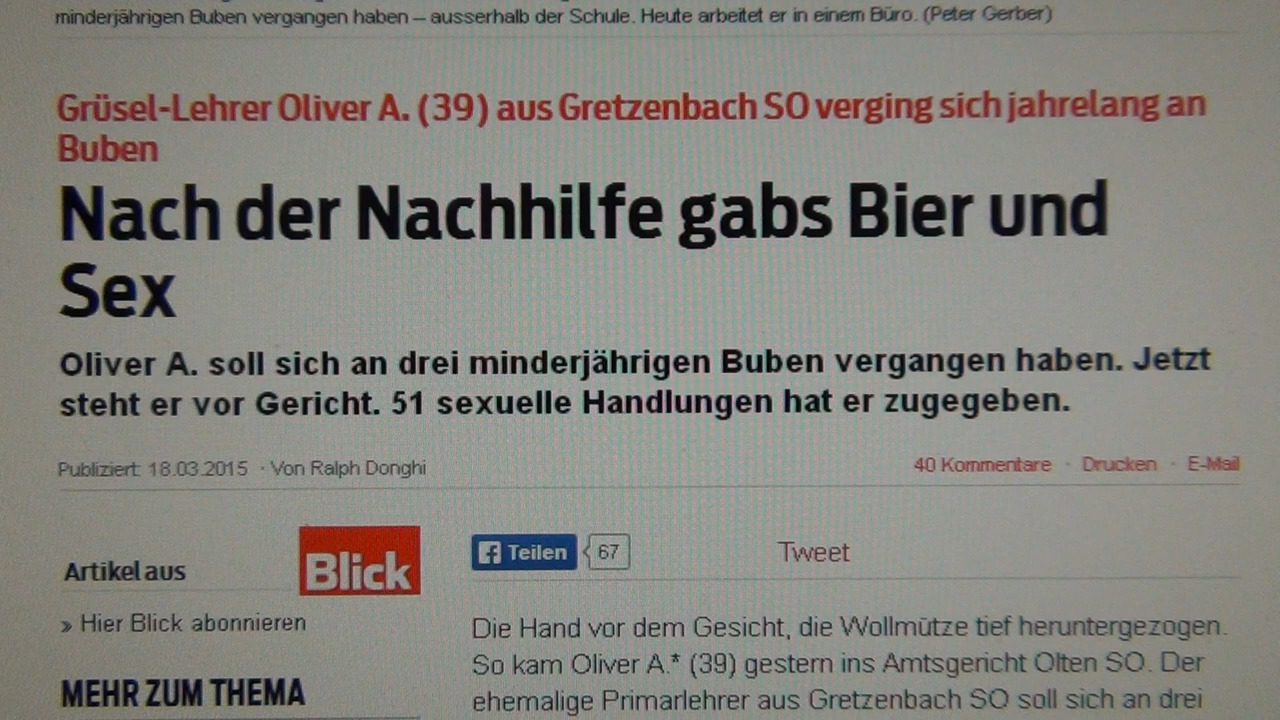 minderjährigen Buben vergangen haben – ausserhalb der Schule. Heute arbeitet er in einem Büro. (Peter Gerber)
Grüsel-Lehrer Oliver A. (39) aus Gretzenbach SO verging sich jahrelang an
Buben
Nach der Nachhilfe gabs Bier und
Sex
Oliver A. soll sich an drei minderjährigen Buben vergangen haben. Jetzt
steht er vor Gericht. 51 sexuelle Handlungen hat er zugegeben.
Publiziert: 18.03.2015 · Von Ralph Donghi
40 Kommentare · Drucken · E-Mail
Artikel aus
Blick
» Hier Blick abonnieren
MEHR ZUM THEMA
Teilen 67
Tweet
Die Hand vor dem Gesicht, die Wollmütze tief heruntergezogen.
So kam Oliver A.* (39) gestern ins Amtsgericht Olten SO. Der
ehemalige Primarlehrer aus Gretzenbach SO soll sich an drei